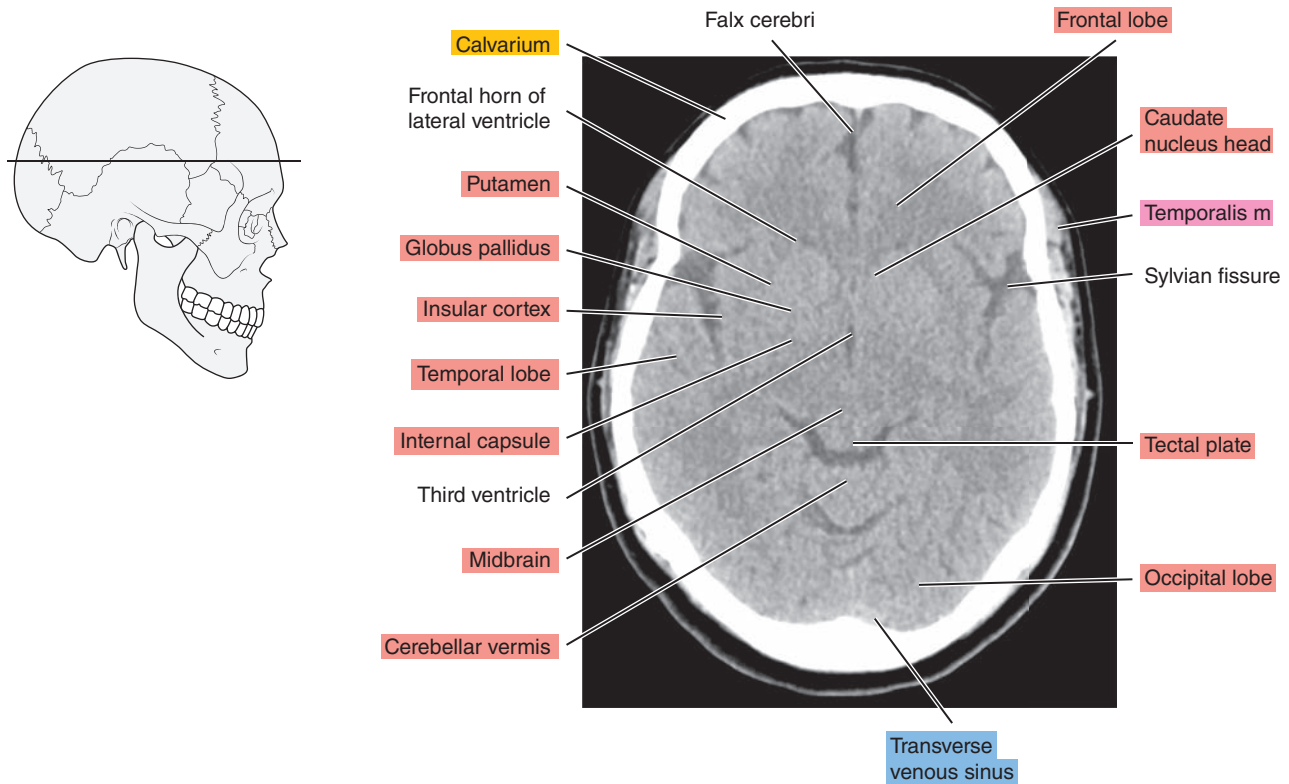 Falx cerebri
Frontal lobe
Calvarium
Frontal horn of
lateral ventricle
Caudate
nucleus head
Putamen
Temporalis m
Globus pallidus
Sylvian fissure
Insular cortex
Temporal lobe
Internal capsule
Tectal plate
Third ventricle
Midbrain
Occipital lobe
Cerebellar vermis
Transverse
venous sinus